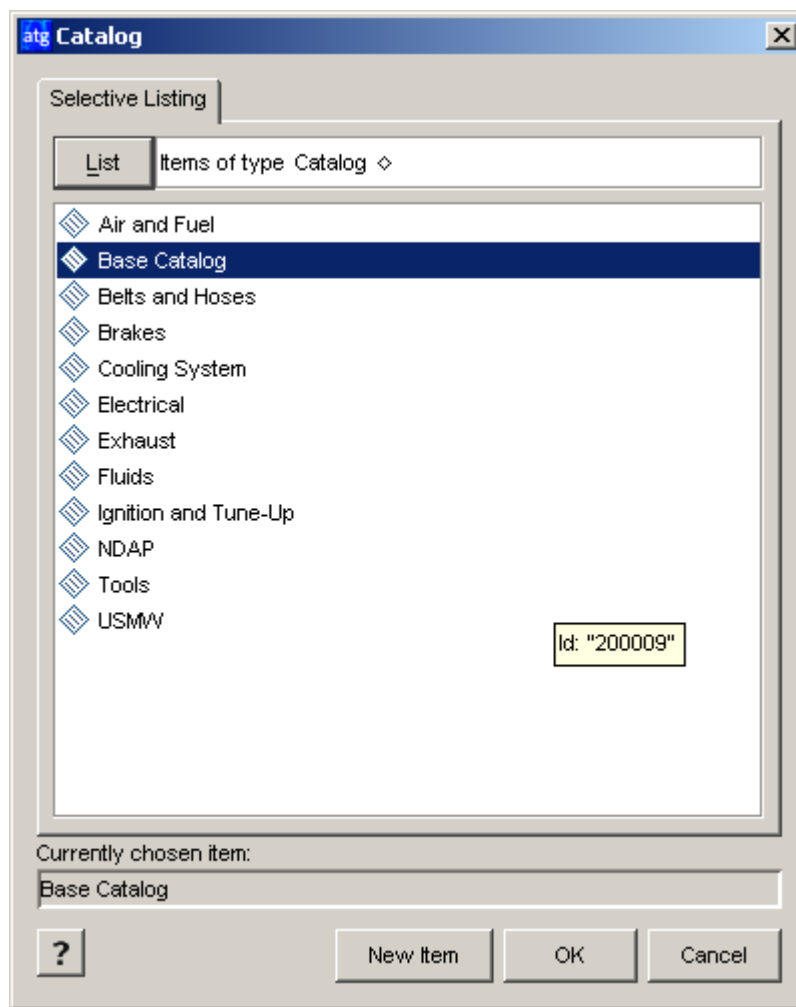 atg Catalog
Selective Listing
List Items of type Catalog
Air and Fuel
Base Catalog
Belts and Hoses
Brakes
Cooling System
Electrical
Exhaust
Fluids
Ignition and Tune-Up
NDAP
Tools
USMW
Id: "200009"
Currently chosen item:
Base Catalog
? New Item OK Cancel